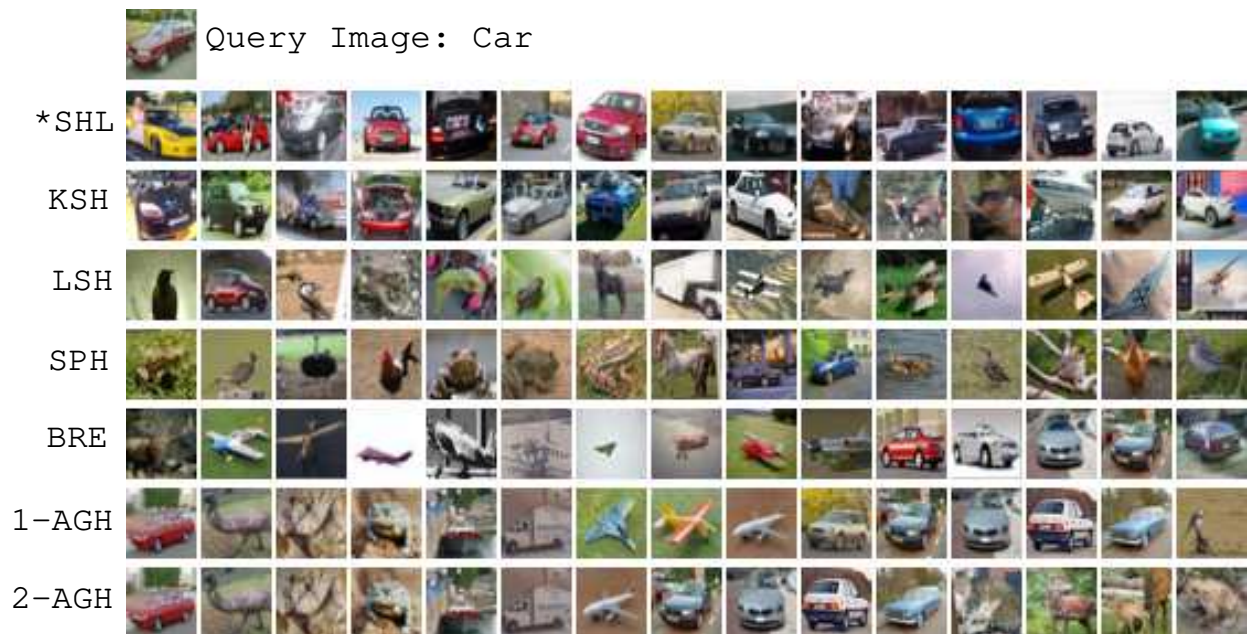 Query Image: Car
*SHL
KSH
LSH
SPH
BRE
1-AGH
2-AGH